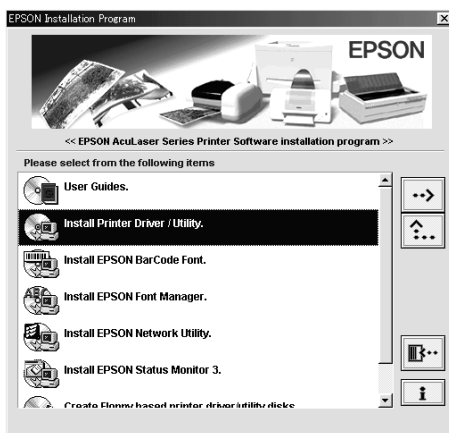 EPSON Installation Program
EPSON
<< EPSON AcuLaser Series Printer Software installation program >>
Please select from the following items
User Guides.
Install Printer Driver / Utility.
Install EPSON BarCode Font.
Install EPSON Font Manager.
Install EPSON Network Utility.
Install EPSON Status Monitor 3.
Create Floppy based printer driver/utility disks